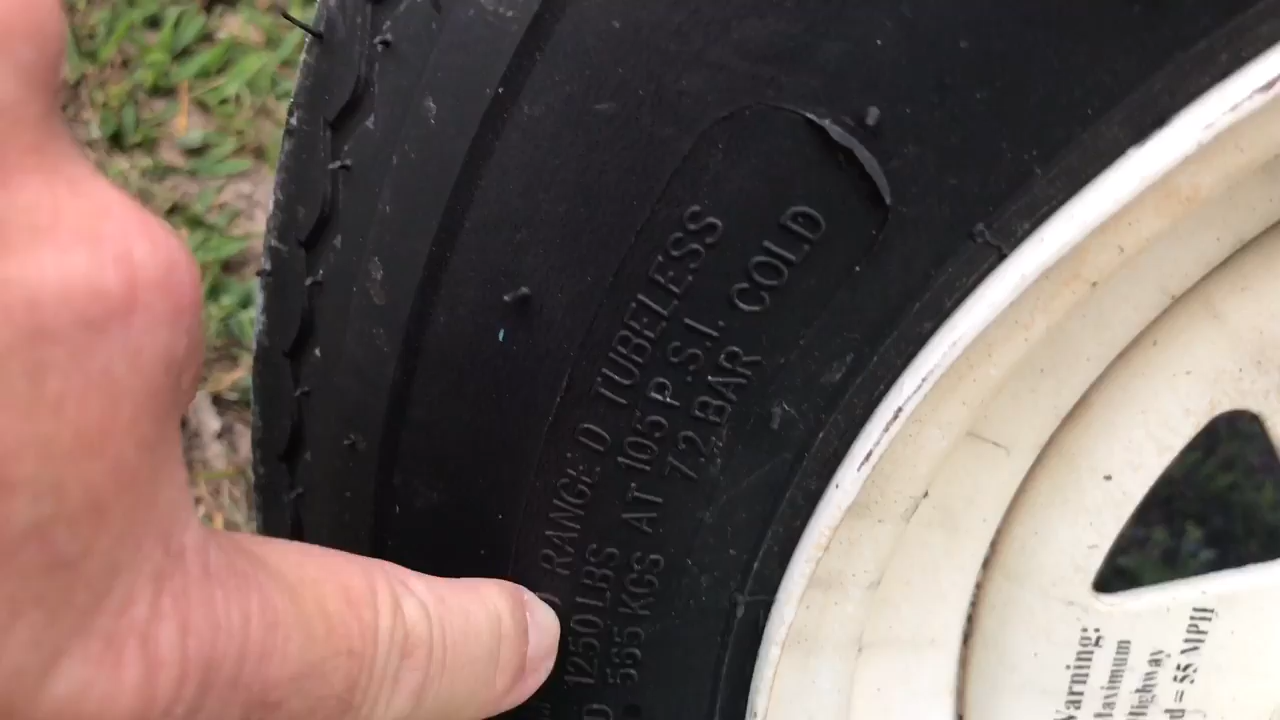 RANGE D TUBELESS
1250 LBS AT 105 P.S.I.
565 KGS 7.2 BAR COLD
Warning:
Maximum
Highway
= 55 MPH